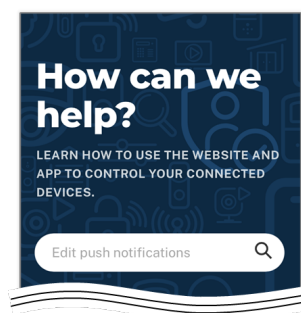 How can we
help?
LEARN HOW TO USE THE WEBSITE AND
APP TO CONTROL YOUR CONNECTED
DEVICES.
Edit push notifications